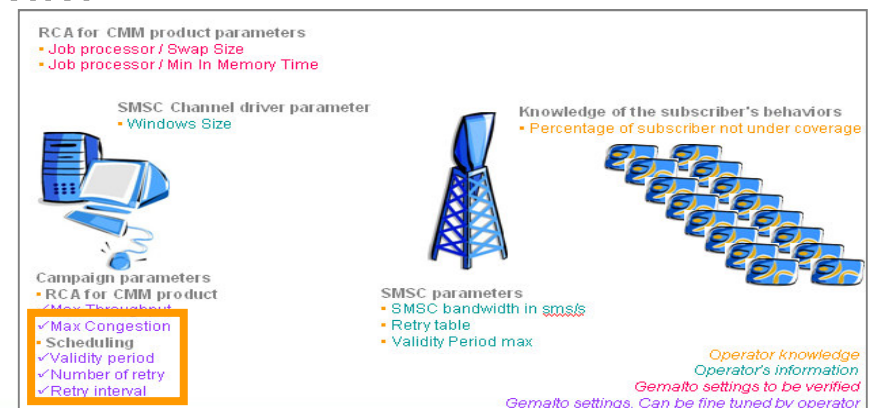 RCA for CMM product parameters
▪ Job processor / Swap Size
▪ Job processor / Min In Memory Time
SMSC Channel driver parameter
▪ Windows Size
Knowledge of the subscriber's behaviors
▪ Percentage of subscriber not under coverage
Campaign parameters
▪ RCA for CMM product
✓Max Throughput
✓Max Congestion
▪ Scheduling
✓Validity period
✓Number of retry
✓Retry interval
SMSC parameters
▪ SMSC bandwidth in sms/s
▪ Retry table
▪ Validity Period max
Operator knowledge
Operator's information
Gemalto settings to be verified
Gemalto settings. Can be fine tuned by operator